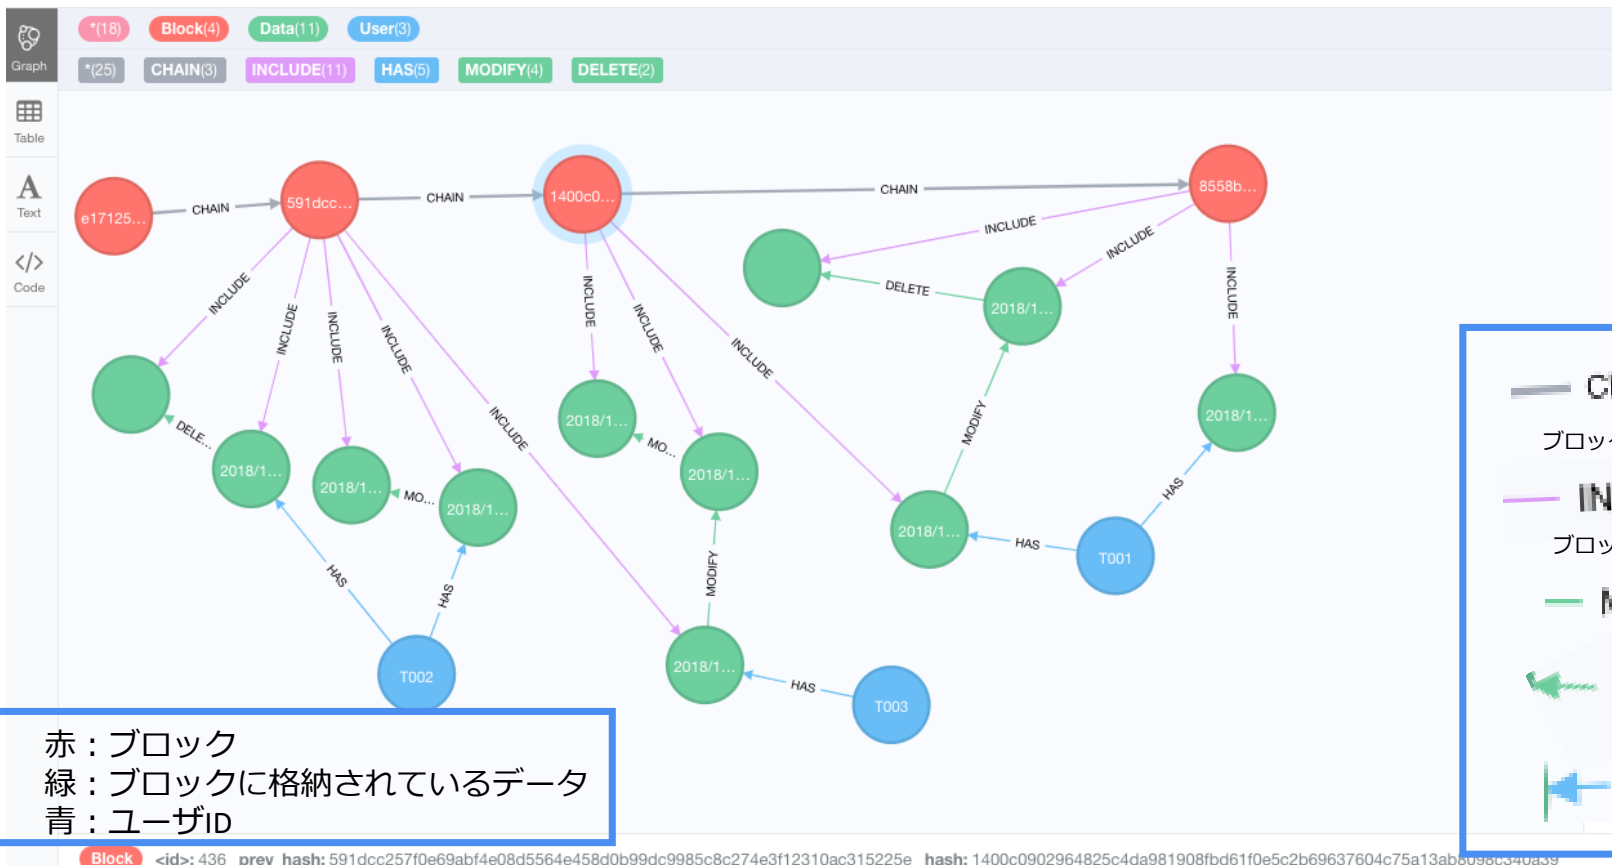 *(18) Block(4) Data(11) User(3)
Graph
*(25) CHAIN(3) INCLUDE(11) HAS(5) MODIFY(4) DELETE(2)
Table
A
Text
</>
Code
e17125...
CHAIN
591dcc...
CHAIN
1400c0...
CHAIN
8558b...
INCLUDE
INCLUDE
INCLUDE
INCLUDE
INCLUDE
INCLUDE
INCLUDE
INCLUDE
INCLUDE
INCLUDE
INCLUDE
DELETE
2018/1...
2018/1...
2018/1...
DELE...
MO...
2018/1...
2018/1...
2018/1...
MO...
2018/1...
MODIFY
2018/1...
HAS
HAS
T001
HAS
HAS
MODIFY
T002
2018/1...
HAS
T003
赤：ブロック
緑：ブロックに格納されているデータ
青：ユーザID
ブロッ
Block <id>: 436 prev_hash: 591dcc257f0e69abf4e08d5564e458d0b99dc9985c8c274e3f12310ac315225e hash: 1400c0902964825c4da981908fbd61f0e5c2b69637604c75a13ab8098c340a39